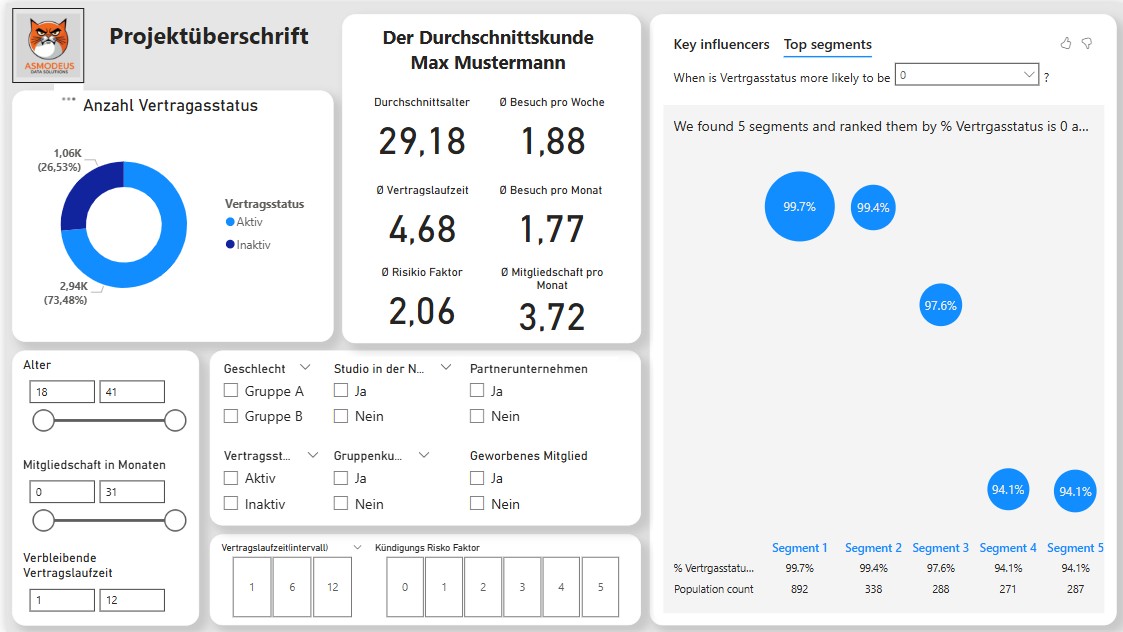 ASMODEUS
DATA SOLUTIONS
Projektüberschrift
Anzahl Vertragasstatus
1,06K
(26,53%)
2,94K
(73,48%)
Vertragsstatus
Aktiv
Inaktiv
Der Durchschnittskunde
Max Mustermann
Durchschnittsalter
Ø Besuch pro Woche
29,18
1,88
Ø Vertragslaufzeit
Ø Besuch pro Monat
4,68
1,77
Ø Risikio Faktor
Ø Mitgliedschaft pro
Monat
2,06
3,72
Key influencers
Top segments
When is Vertrgasstatus more likely to be
0
?
We found 5 segments and ranked them by % Vertrgasstatus is 0 a...
99.7%
99.4%
97.6%
94.1%
94.1%
Segment 1 Segment 2 Segment 3 Segment 4 Segment 5
% Vertrgasstatu... 99.7% 99.4% 97.6% 94.1% 94.1%
Population count 892 338 288 271 287
Alter
18 41
Mitgliedschaft in Monaten
0 31
Verbleibende
Vertragslaufzeit
1 12
Geschlecht
Gruppe A
Gruppe B
Studio in der N...
Ja
Nein
Partnerunternehmen
Ja
Nein
Vertragsst...
Aktiv
Inaktiv
Gruppenku...
Ja
Nein
Geworbenes Mitglied
Ja
Nein
Vertragslaufzeit(intervall)
1 6 12
Kündigungs Risko Faktor
0 1 2 3 4 5